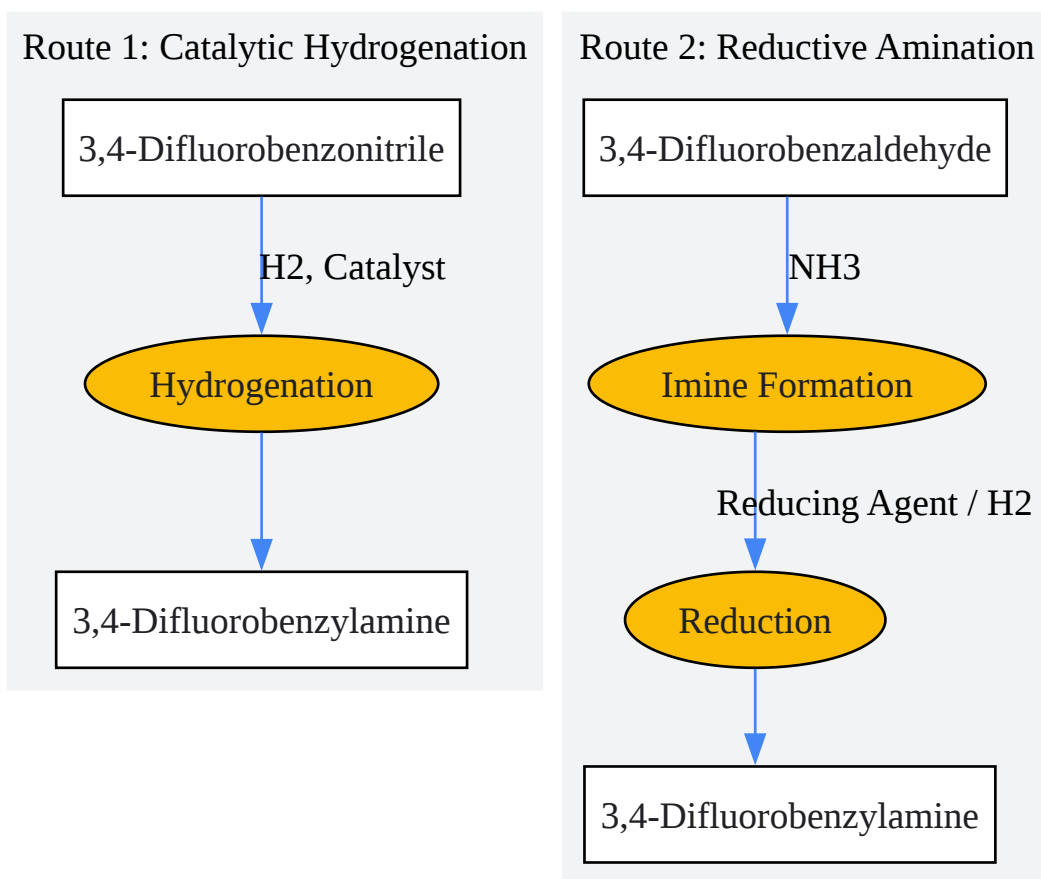 Route 1: Catalytic Hydrogenation
3,4-Difluorobenzonitrile
H2, Catalyst
Hydrogenation
3,4-Difluorobenzylamine
Route 2: Reductive Amination
3,4-Difluorobenzaldehyde
NH3
Imine Formation
Reducing Agent / H2
Reduction
3,4-Difluorobenzylamine